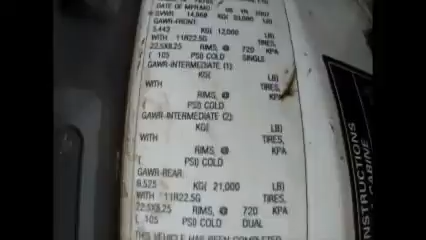 DATE OF MFR(MM/
GVWR 14,969 KG( 33,000 LB)
GAWR-FRONT
5,443 KG( 12,000 LB)
WITH 11R22.5G TIRES,
22.5X8.25 RIMS, @ 720 KPA
( 105 PSI) COLD SINGLE
GAWR-INTERMEDIATE (1)
KG( LB)
WITH TIRES,
RIMS, @ KPA
( PSI) COLD
GAWR-INTERMEDIATE (2)
KG( LB)
WITH TIRES,
RIMS, @ KPA
( PSI) COLD
GAWR-REAR
9,525 KG( 21,000 LB)
WITH 11R22.5G TIRES,
22.5X8.25 RIMS, @ 720 KPA
( 105 PSI) COLD DUAL
THIS VEHICLE HAS BEEN COMPLETED
INSTRUCTIONS